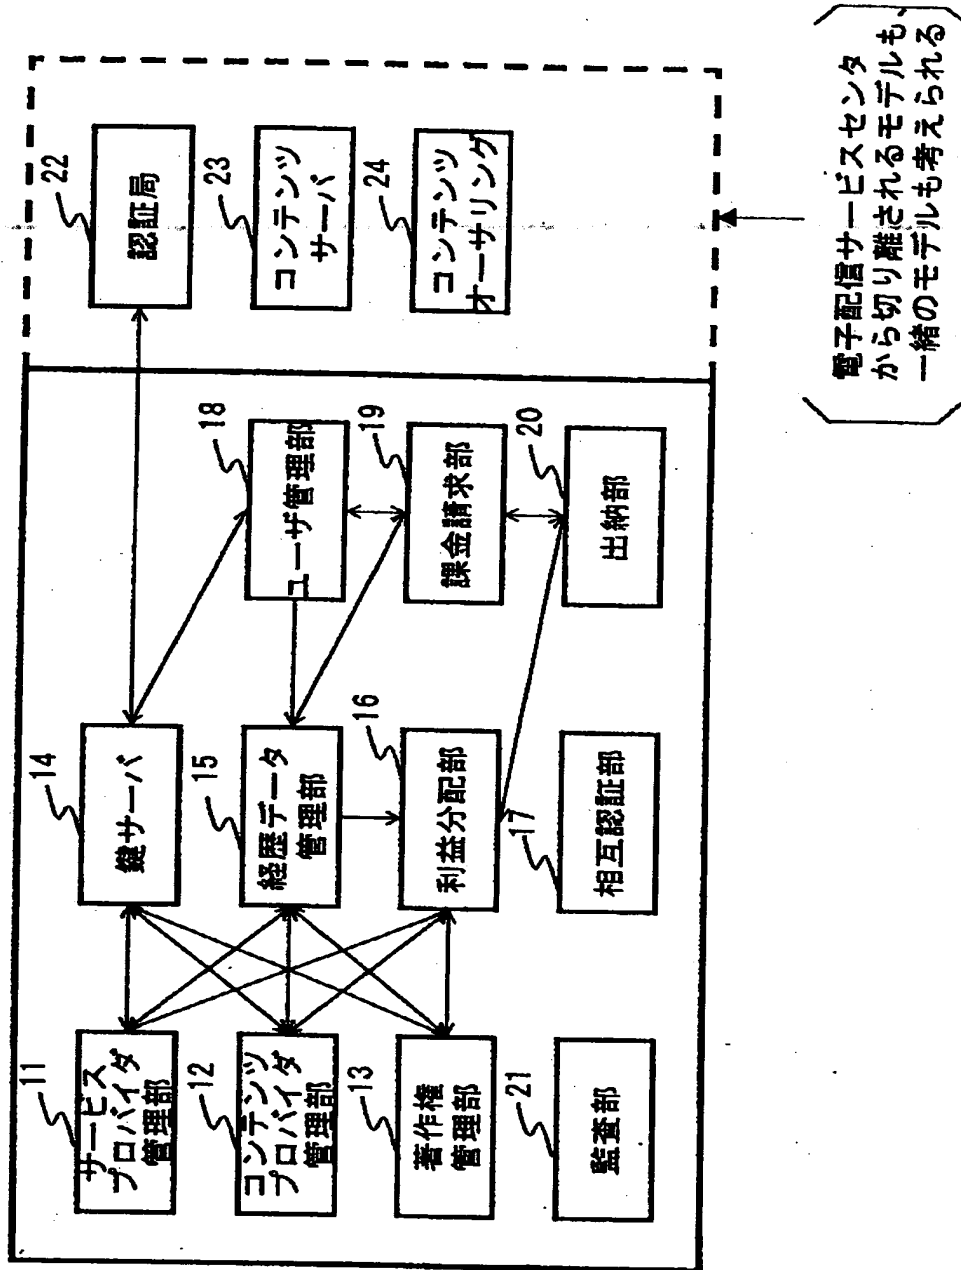 11
サービス
プロバイダ
管理部
12
コンテンツ
プロバイダ
管理部
13
著作権
管理部
21
監査部
14
鍵サーバ
15
経歴データ
管理部
16
利益分配部
17
相互認証部
18
ユーザ管理部
19
課金請求部
20
出納部
22
認証局
23
コンテンツ
サーバ
24
コンテンツ
オーサリング
電子配信サービスセンタ
から切り離されるモデルも、
一緒のモデルも考えられる